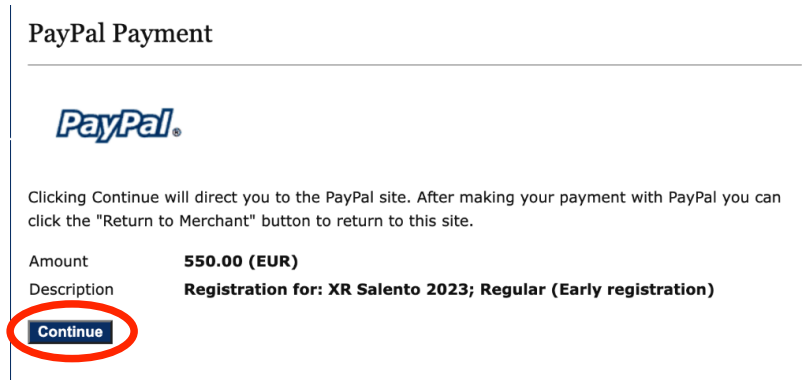 PayPal Payment
PayPal®
Clicking Continue will direct you to the PayPal site. After making your payment with PayPal you can
click the "Return to Merchant" button to return to this site.
Amount 550.00 (EUR)
Description Registration for: XR Salento 2023; Regular (Early registration)
Continue